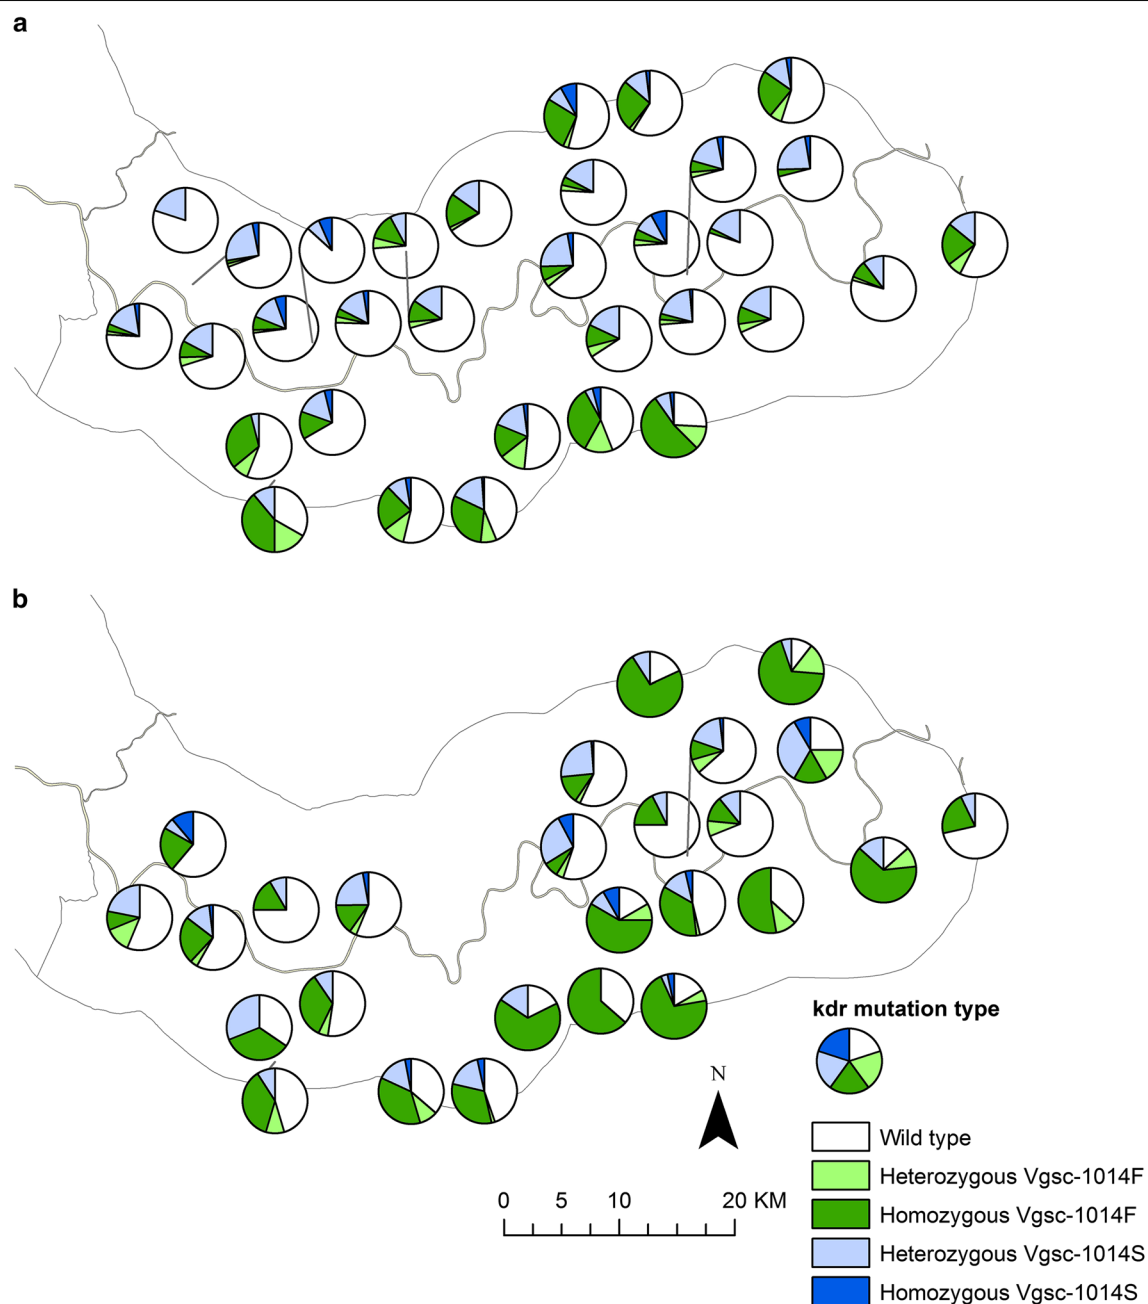 a
b
kdr mutation type
N
Wild type
Heterozygous Vgsc-1014F
0 5 10 20 KM
Homozygous Vgsc-1014F
Heterozygous Vgsc-1014S
Homozygous Vgsc-1014S